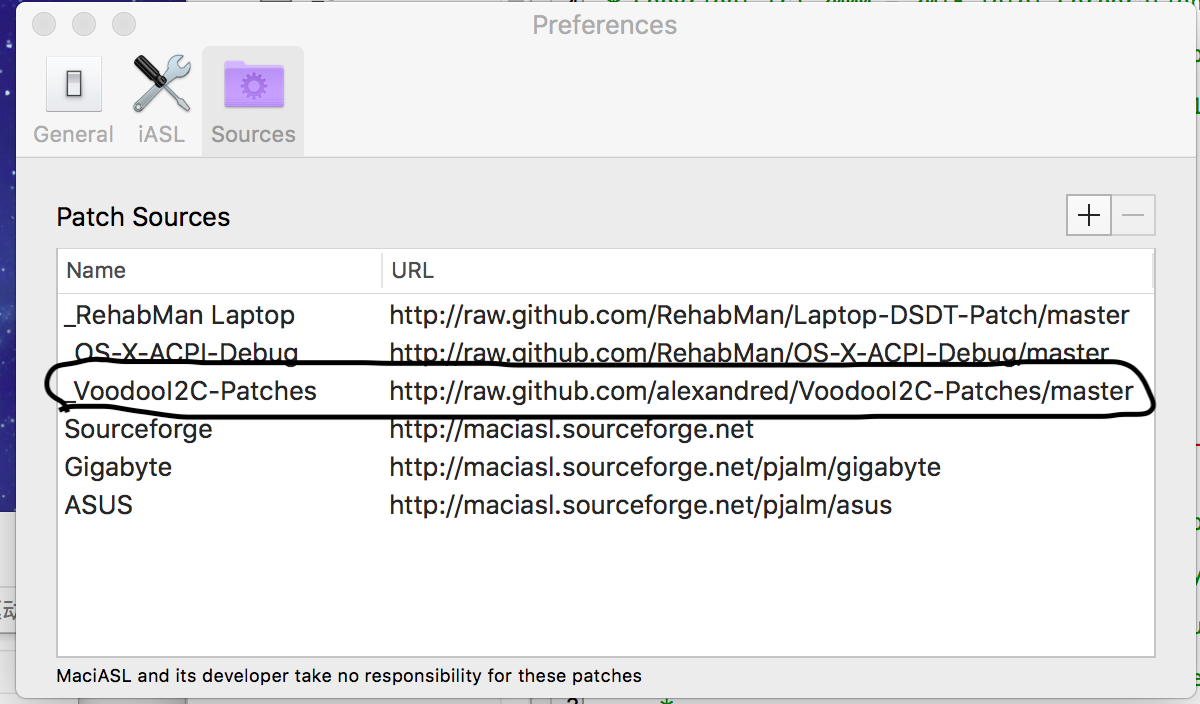 Preferences
General iASL Sources
Patch Sources
Name URL
_RehabMan Laptop http://raw.github.com/RehabMan/Laptop-DSDT-Patch/master
_OS-X-ACPI-Debug http://raw.github.com/RehabMan/OS-X-ACPI-Debug/master
_VoodooI2C-Patches http://raw.github.com/alexandred/VoodooI2C-Patches/master
Sourceforge http://maciasl.sourceforge.net
Gigabyte http://maciasl.sourceforge.net/pjalm/gigabyte
ASUS http://maciasl.sourceforge.net/pjalm/asus
MaciASL and its developer take no responsibility for these patches